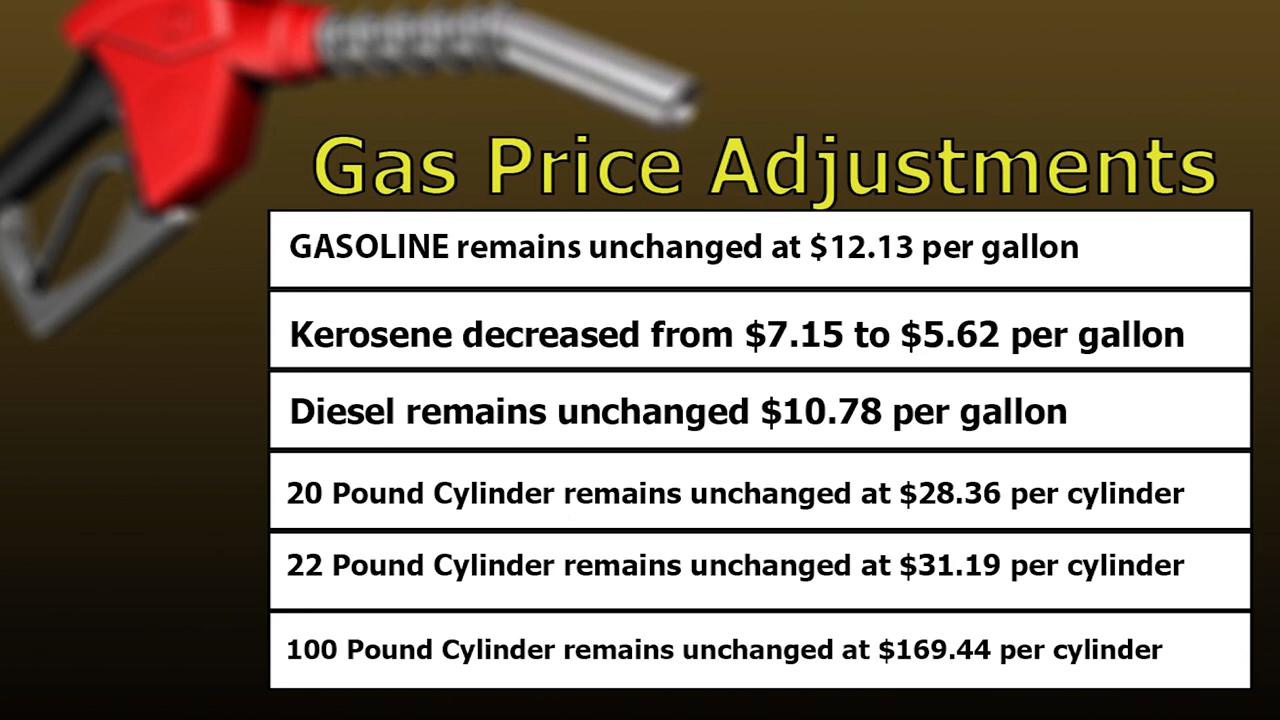 Gas Price Adjustments
GASOLINE remains unchanged at $12.13 per gallon
Kerosene decreased from $7.15 to $5.62 per gallon
Diesel remains unchanged $10.78 per gallon
20 Pound Cylinder remains unchanged at $28.36 per cylinder
22 Pound Cylinder remains unchanged at $31.19 per cylinder
100 Pound Cylinder remains unchanged at $169.44 per cylinder